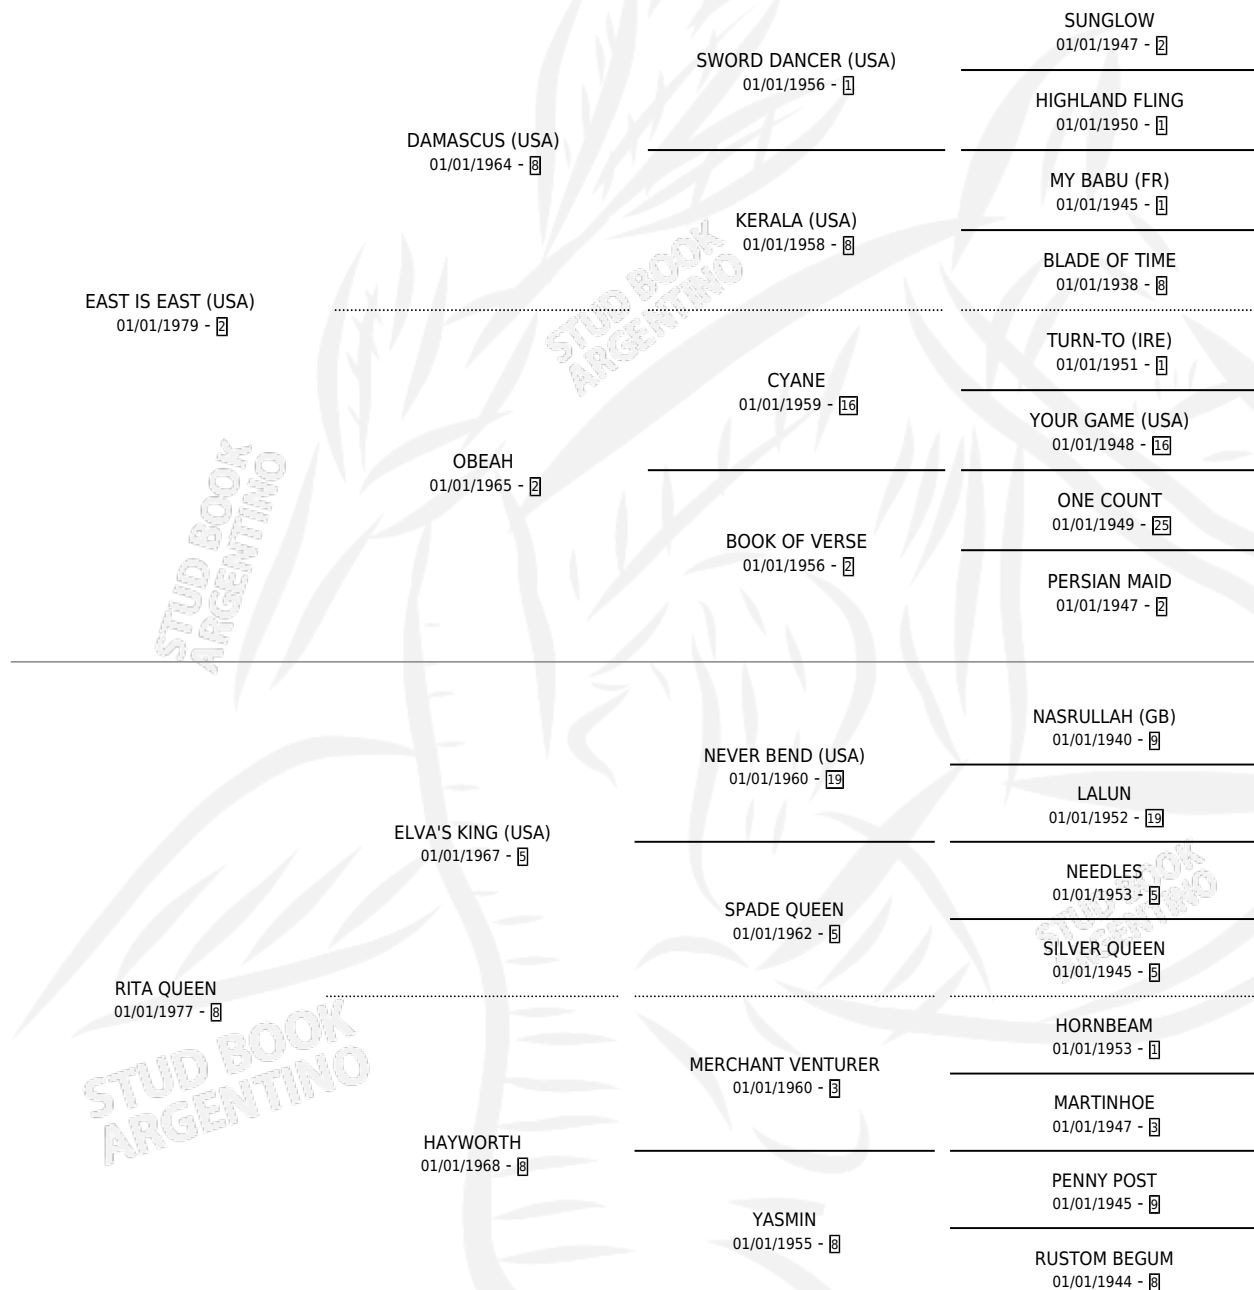 SUNGLOW
01/01/1947 - 2
SWORD DANCER (USA)
01/01/1956 - 1
HIGHLAND FLING
01/01/1950 - 1
DAMASCUS (USA)
01/01/1964 - 8
MY BABU (FR)
01/01/1945 - 1
KERALA (USA)
01/01/1958 - 8
BLADE OF TIME
01/01/1938 - 8
EAST IS EAST (USA)
01/01/1979 - 2
STUD BOOK
ARGENTINO
TURN-TO (IRE)
01/01/1951 - 1
CYANE
01/01/1959 - 16
YOUR GAME (USA)
01/01/1948 - 16
OBEAH
01/01/1965 - 2
ONE COUNT
01/01/1949 - 25
BOOK OF VERSE
01/01/1956 - 2
PERSIAN MAID
01/01/1947 - 2
STUD BOOK
ARGENTINO
NASRULLAH (GB)
01/01/1940 - 9
NEVER BEND (USA)
01/01/1960 - 19
LALUN
01/01/1952 - 19
ELVA'S KING (USA)
01/01/1967 - 5
NEEDLES
01/01/1953 - 5
SPADE QUEEN
01/01/1962 - 5
SILVER QUEEN
01/01/1945 - 5
STUD BOOK
ARGENTINO
RITA QUEEN
01/01/1977 - 8
HORNBEAM
01/01/1953 - 1
MERCHANT VENTURER
01/01/1960 - 3
MARTINHOE
01/01/1947 - 3
STUD BOOK
ARGENTINO
HAYWORTH
01/01/1968 - 8
PENNY POST
01/01/1945 - 9
YASMIN
01/01/1955 - 8
RUSTOM BEGUM
01/01/1944 - 8